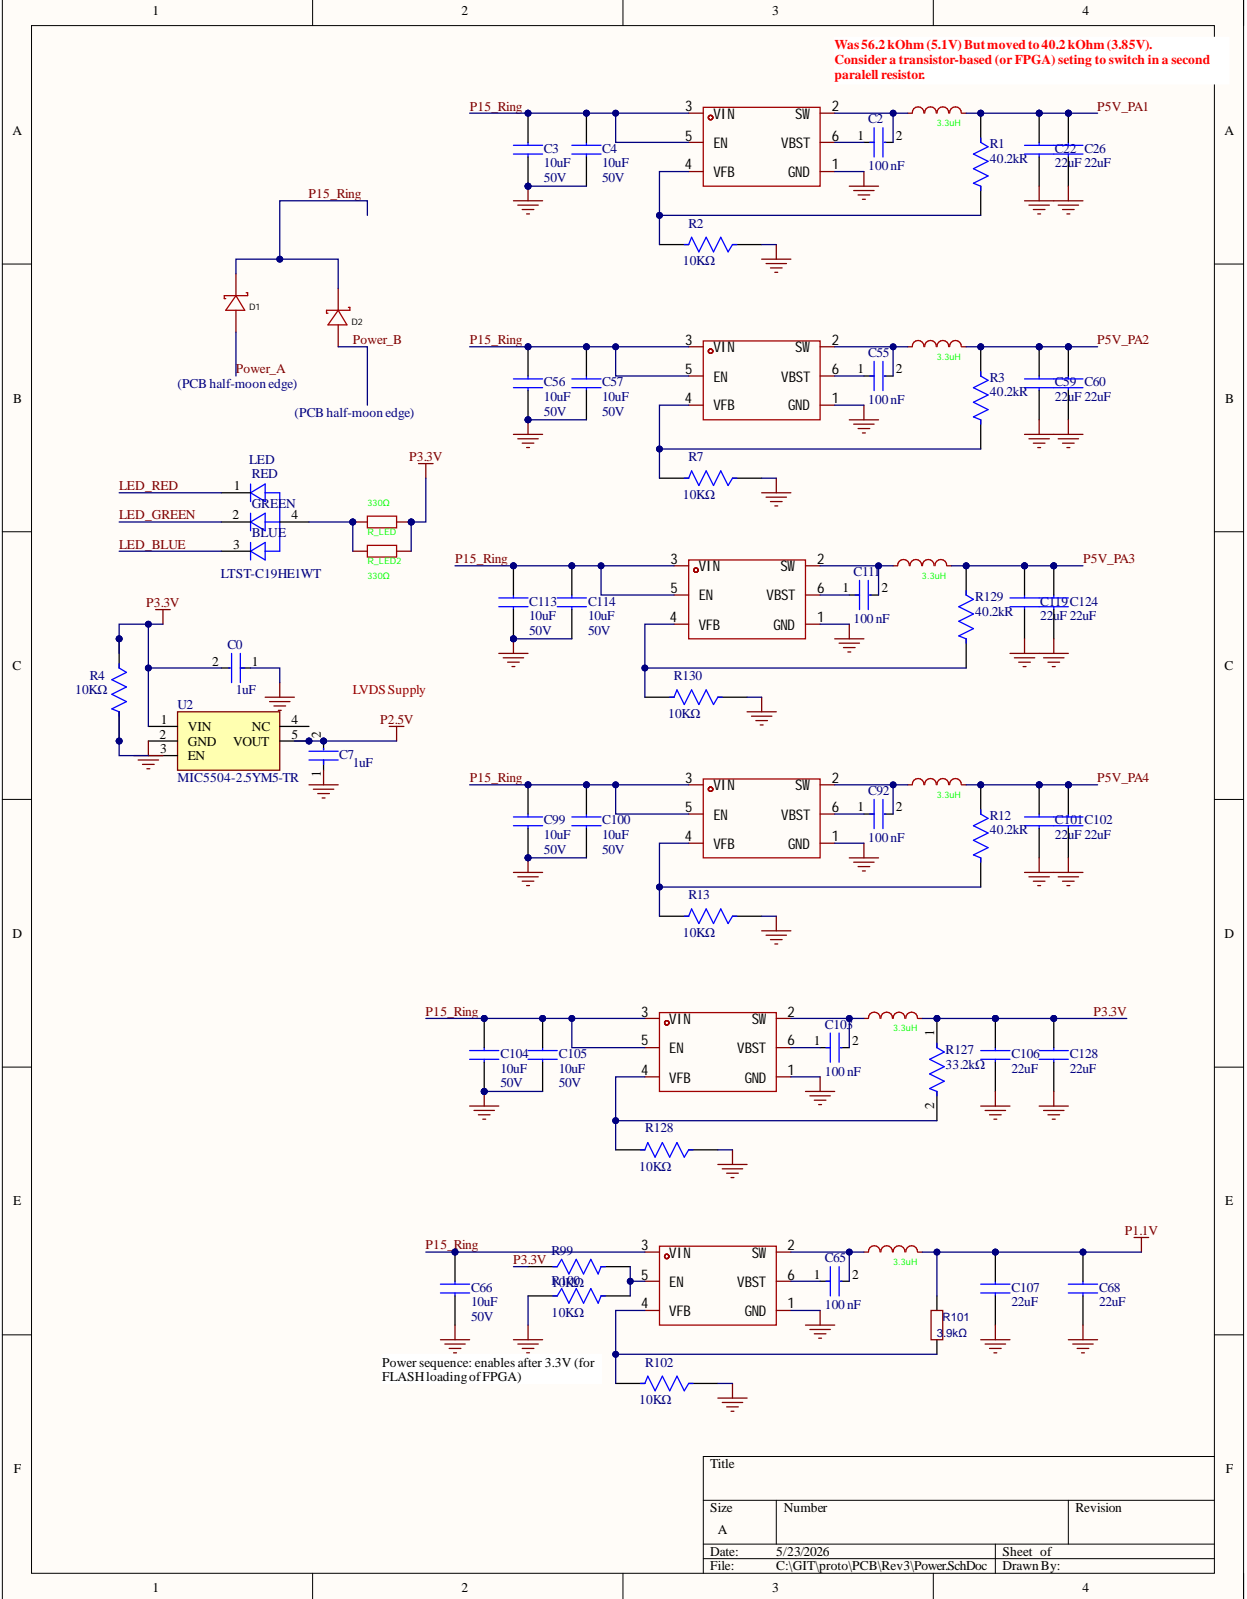 1 2 3 4
Was 56.2 kOhm (5.1V) But moved to 40.2 kOhm (3.85V).
Consider a transistor-based (or FPGA) seting to switch in a second
paralell resistor.
A
A
P15_Ring
3
VIN
SW
2
P5V_PA1
5
EN
VBST
6
4
VFB
GND
1
C3
10uF
50V
C4
10uF
50V
C2
1
2
100 nF
3.3uH
R1
40.2kR
C22
22uF
C26
22uF
R2
10KΩ
P15_Ring
D1
D2
Power_A
(PCB half-moon edge)
Power_B
(PCB half-moon edge)
B
B
P15_Ring
3
VIN
SW
2
P5V_PA2
5
EN
VBST
6
4
VFB
GND
1
C56
10uF
50V
C57
10uF
50V
C55
1
2
100 nF
3.3uH
R3
40.2kR
C59
22uF
C60
22uF
R7
10KΩ
LED
RED
GREEN
BLUE
LED_RED
1
LED_GREEN
2
LED_BLUE
3
4
LTST-C19HE1WT
P3.3V
330Ω
R_LED
R_LED2
330Ω
C
C
P15_Ring
3
VIN
SW
2
P5V_PA3
5
EN
VBST
6
4
VFB
GND
1
C113
10uF
50V
C114
10uF
50V
C111
1
2
100 nF
3.3uH
R129
40.2kR
C119
22uF
C124
22uF
R130
10KΩ
P3.3V
R4
10KΩ
C0
2
1
1uF
U2
1
VIN
NC
4
2
GND
VOUT
5
3
EN
MIC5504-2.5YM5-TR
LVDS Supply
P2.5V
2
C7
1uF
1
P15_Ring
3
VIN
SW
2
P5V_PA4
5
EN
VBST
6
4
VFB
GND
1
C99
10uF
50V
C100
10uF
50V
C92
1
2
100 nF
3.3uH
R12
40.2kR
C101
22uF
C102
22uF
R13
10KΩ
D
D
P15_Ring
3
VIN
SW
2
P3.3V
5
EN
VBST
6
4
VFB
GND
1
C104
10uF
50V
C105
10uF
50V
C103
1
2
100 nF
3.3uH
1
R127
33.2kΩ
2
C106
22uF
C128
22uF
R128
10KΩ
E
E
P15_Ring
3
VIN
SW
2
P1.1V
5
EN
VBST
6
4
VFB
GND
1
P3.3V
R99
10KΩ
R100
10KΩ
C66
10uF
50V
C65
1
2
100 nF
3.3uH
R101
3.9kΩ
C107
22uF
C68
22uF
R102
10KΩ
Power sequence: enables after 3.3V (for
FLASH loading of FPGA)
F
F
Title
Size
Number
Revision
A
Date: 5/23/2026
Sheet of
File: C:\GIT\proto\PCB\Rev3\Power.SchDoc
Drawn By:
1 2 3 4